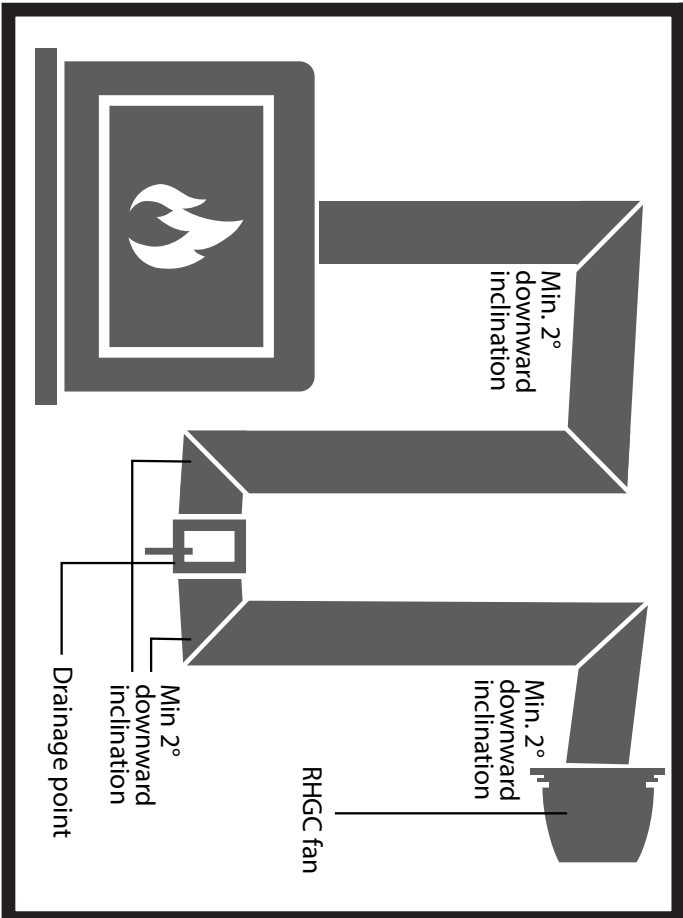 Min. 2°
downward
inclination
Min. 2°
downward
inclination
RHGC fan
Min 2°
downward
inclination
Drainage point